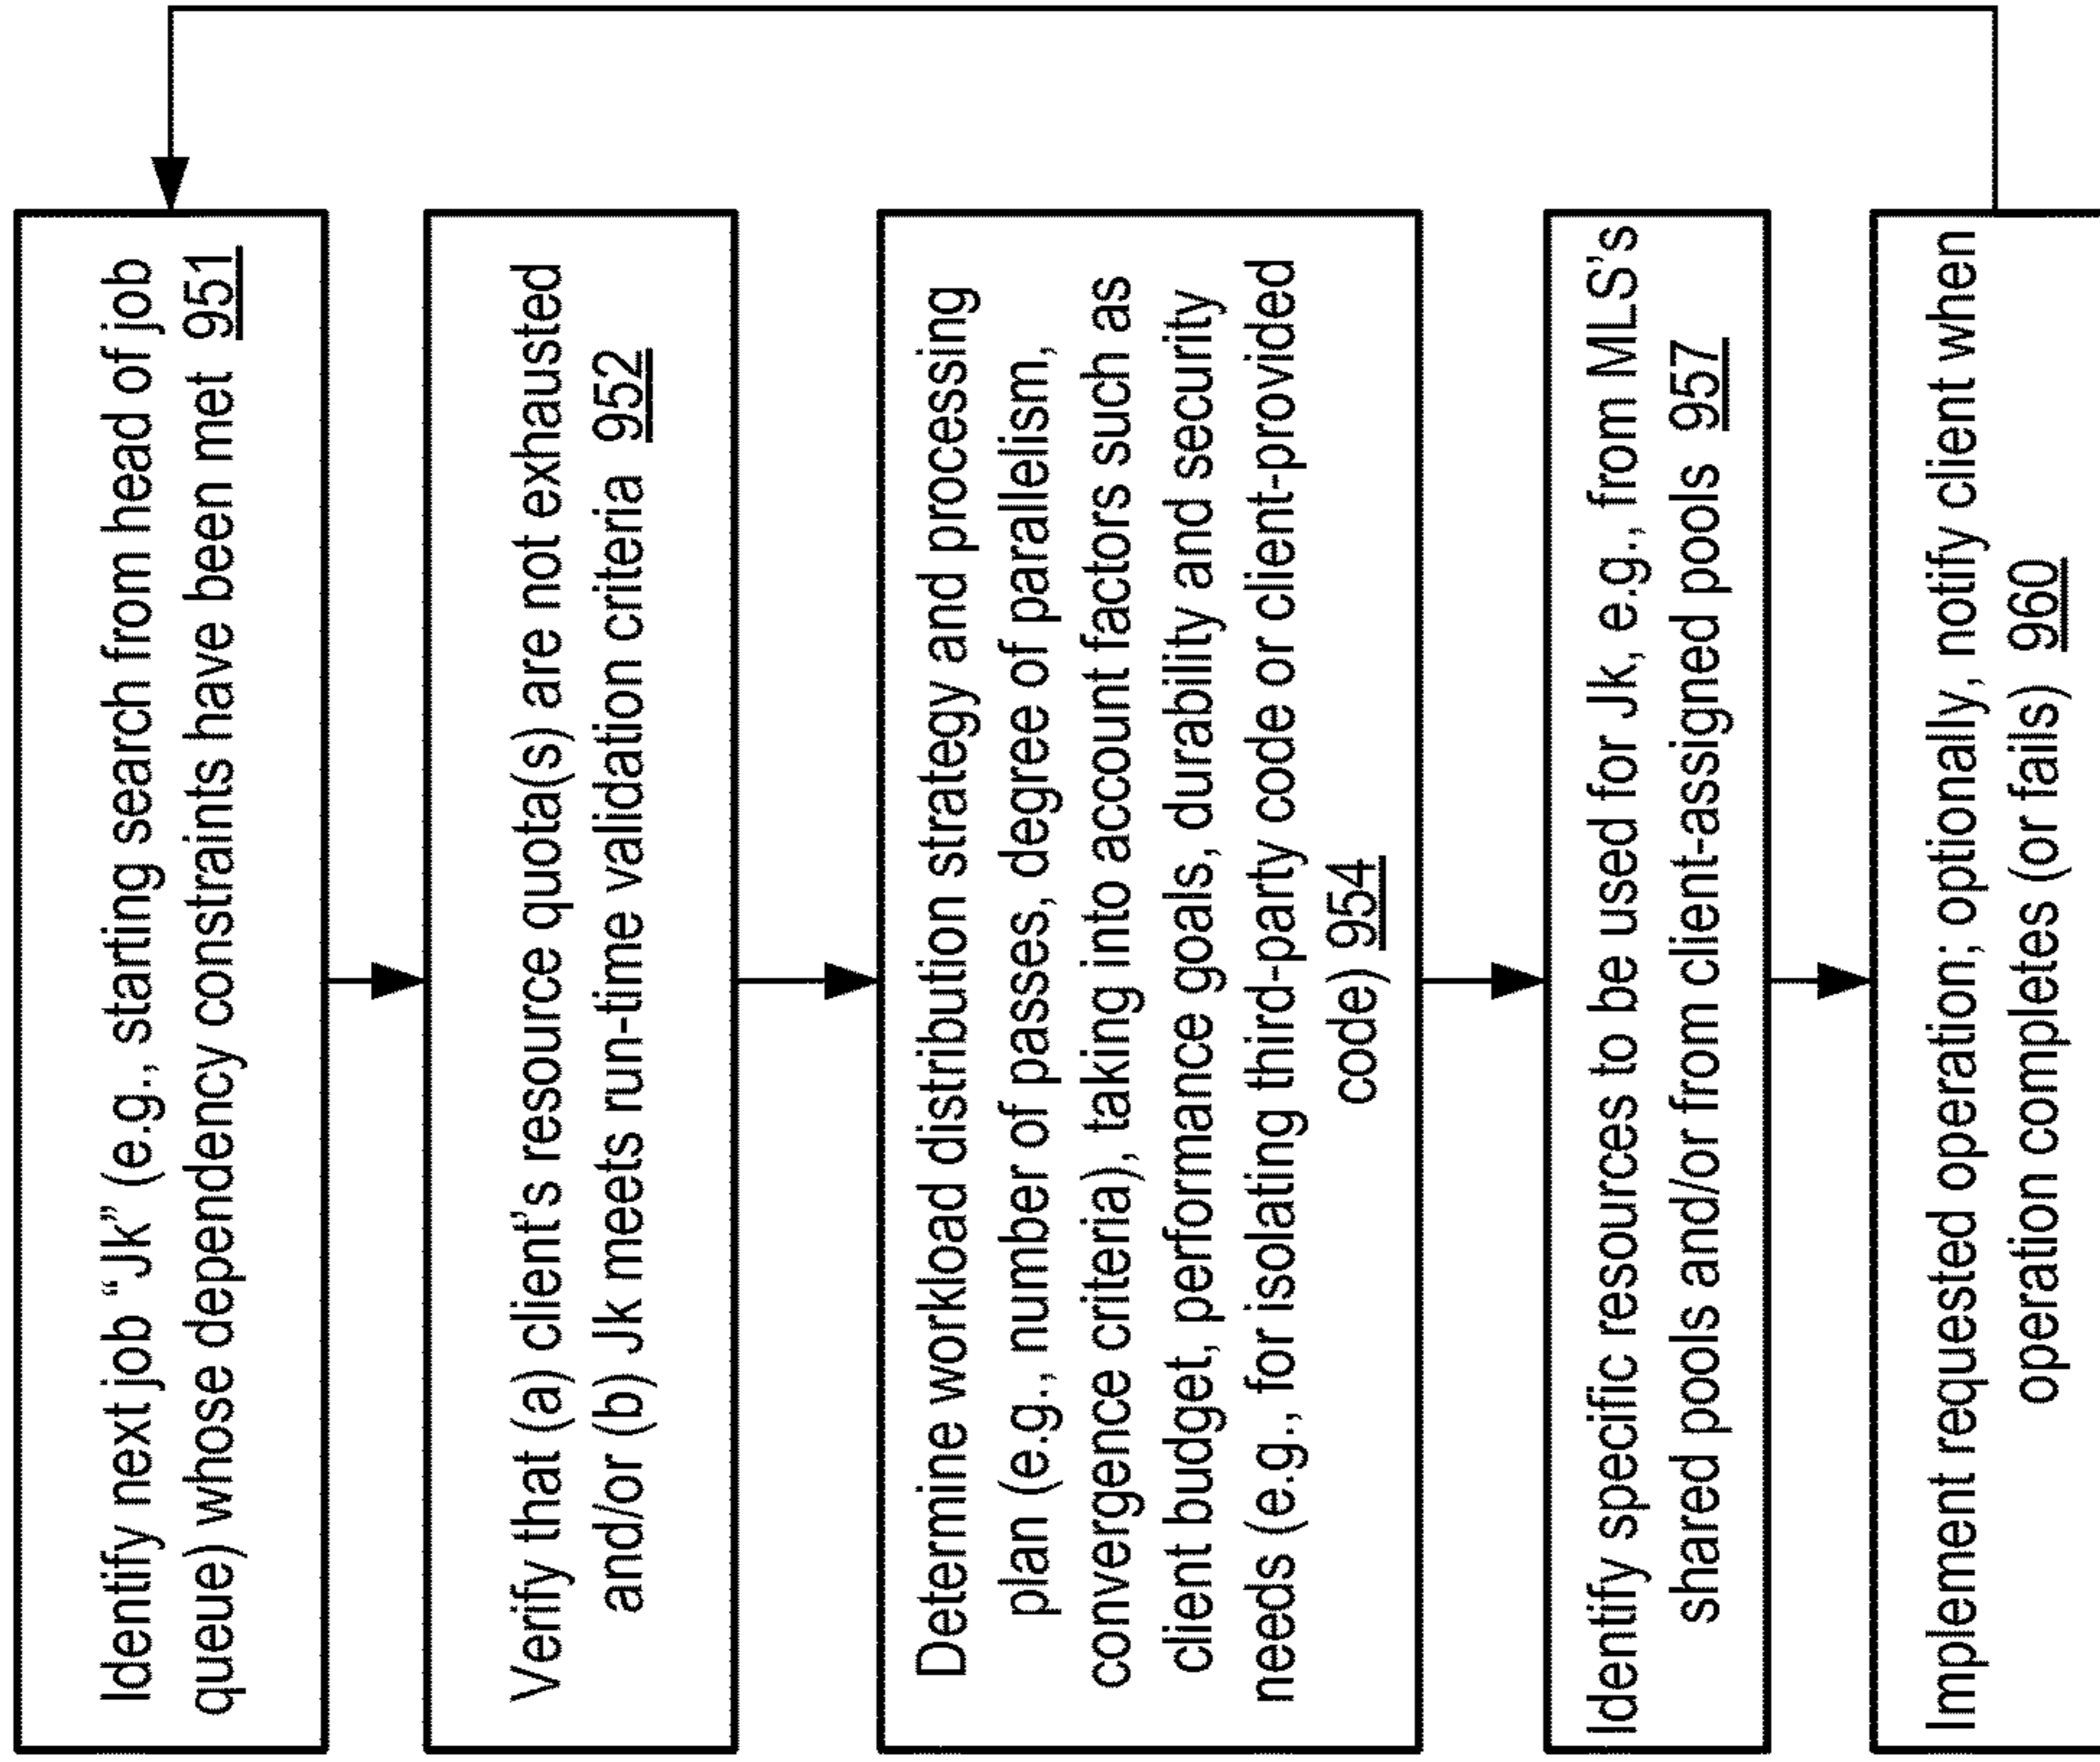 Identify next job “Jk” (e.g., starting search from head of job
queue) whose dependency constraints have been met 951
Verify that (a) client’s resource quota(s) are not exhausted
and/or (b) Jk meets run-time validation criteria 952
Determine workload distribution strategy and processing
plan (e.g., number of passes, degree of parallelism,
convergence criteria), taking into account factors such as
client budget, performance goals, durability and security
needs (e.g., for isolating third-party code or client-provided
code) 954
Identify specific resources to be used for Jk, e.g., from MLS’s
shared pools and/or from client-assigned pools 957
Implement requested operation; optionally, notify client when
operation completes (or fails) 960